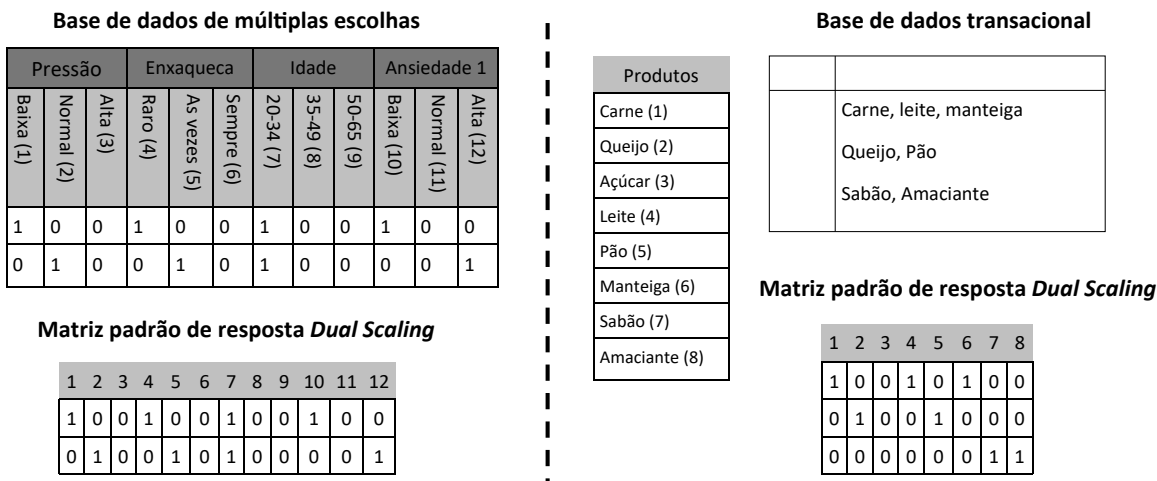 Base de dados de múltiplas escolhas
Pressão Enxaqueca Idade Ansiedade 1
Baixa (1) Normal (2) Alta (3) Raro (4) As vezes (5) Sempre (6) 20-34 (7) 35-49 (8) 50-65 (9) Baixa (10) Normal (11) Alta (12)
1 0 0 1 0 0 1 0 0 1 0 0
0 1 0 0 1 0 1 0 0 0 0 1
Matriz padrão de resposta Dual Scaling
1 2 3 4 5 6 7 8 9 10 11 12
1 0 0 1 0 0 1 0 0 1 0 0
0 1 0 0 1 0 1 0 0 0 0 1
Base de dados transacional
Produtos
Carne (1)
Queijo (2)
Açúcar (3)
Leite (4)
Pão (5)
Manteiga (6)
Sabão (7)
Amaciante (8)
Carne, leite, manteiga
Queijo, Pão
Sabão, Amaciante
Matriz padrão de resposta Dual Scaling
1 2 3 4 5 6 7 8
1 0 0 1 0 1 0 0
0 1 0 0 1 0 0 0
0 0 0 0 0 0 1 1